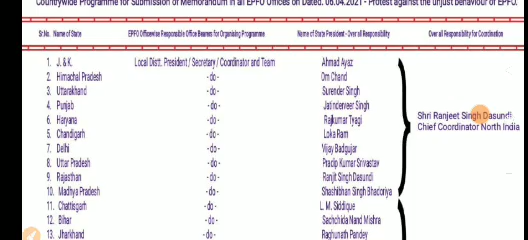 Countrywide Programme for Submission of Memorandum in all EPFO Offices on Dated. 06.04.2021 - Protest against the unjust behaviour of EPFO.
Sr.No. Name of State EPFO Officewise Responsible Office Bearers for Organising Programme Name of State President - Over all Responsibility Over all Responsibility for Coordination
1. J. & K. Local Distt. President / Secretary / Coordinator and Team Ahmad Ayaz
2. Himachal Pradesh - do - Om Chand
3. Uttarakhand - do - Surender Singh
4. Punjab - do - Jatinderveer Singh
6. Haryana - do - Rajkumar Tyagi
5. Chandigarh - do - Loka Ram
7. Delhi - do - Vijay Badgujar
8. Uttar Pradesh - do - Pradip Kumar Srivastav
9. Rajasthan - do - Ranjit Singh Dasundi
10. Madhya Pradesh - do - Shashibhan Singh Bhadoriya
Shri Ranjeet Singh Dasundi
Chief Coordinator North India
11. Chattisgarh - do - L. M. Siddique
12. Bihar - do - Sachchida Nand Mishra
13. Jharkhand - do - Raghunath Pandey